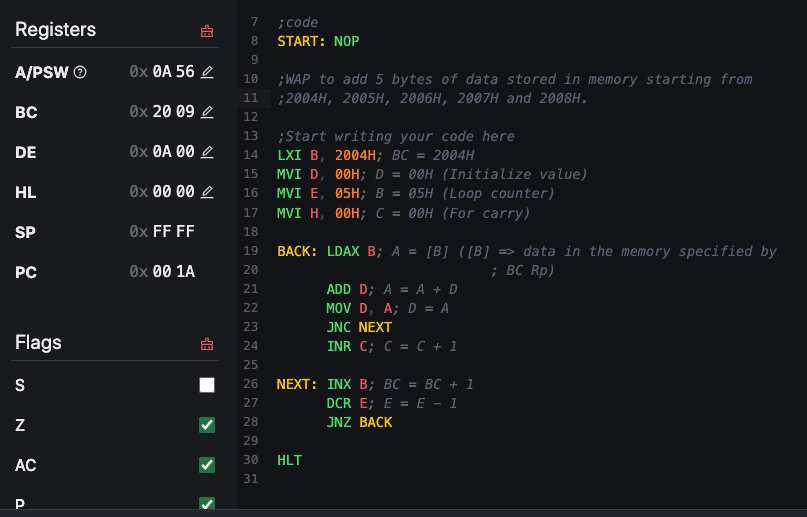 Registers
A/PSW 0x 0A 56
BC 0x 20 09
DE 0x 0A 00
HL 0x 00 00
SP 0x FF FF
PC 0x 00 1A
Flags
S
Z
AC
P
7 ;code
8 START: NOP
9
10 ;WAP to add 5 bytes of data stored in memory starting from
11 ;2004H, 2005H, 2006H, 2007H and 2008H.
12
13 ;Start writing your code here
14 LXI B, 2004H; BC = 2004H
15 MVI D, 00H; D = 00H (Initialize value)
16 MVI E, 05H; B = 05H (Loop counter)
17 MVI H, 00H; C = 00H (For carry)
18
19 BACK: LDAX B; A = [B] ([B] => data in the memory specified by
20 ; BC Rp)
21 ADD D; A = A + D
22 MOV D, A; D = A
23 JNC NEXT
24 INR C; C = C + 1
25
26 NEXT: INX B; BC = BC + 1
27 DCR E; E = E - 1
28 JNZ BACK
29
30 HLT
31